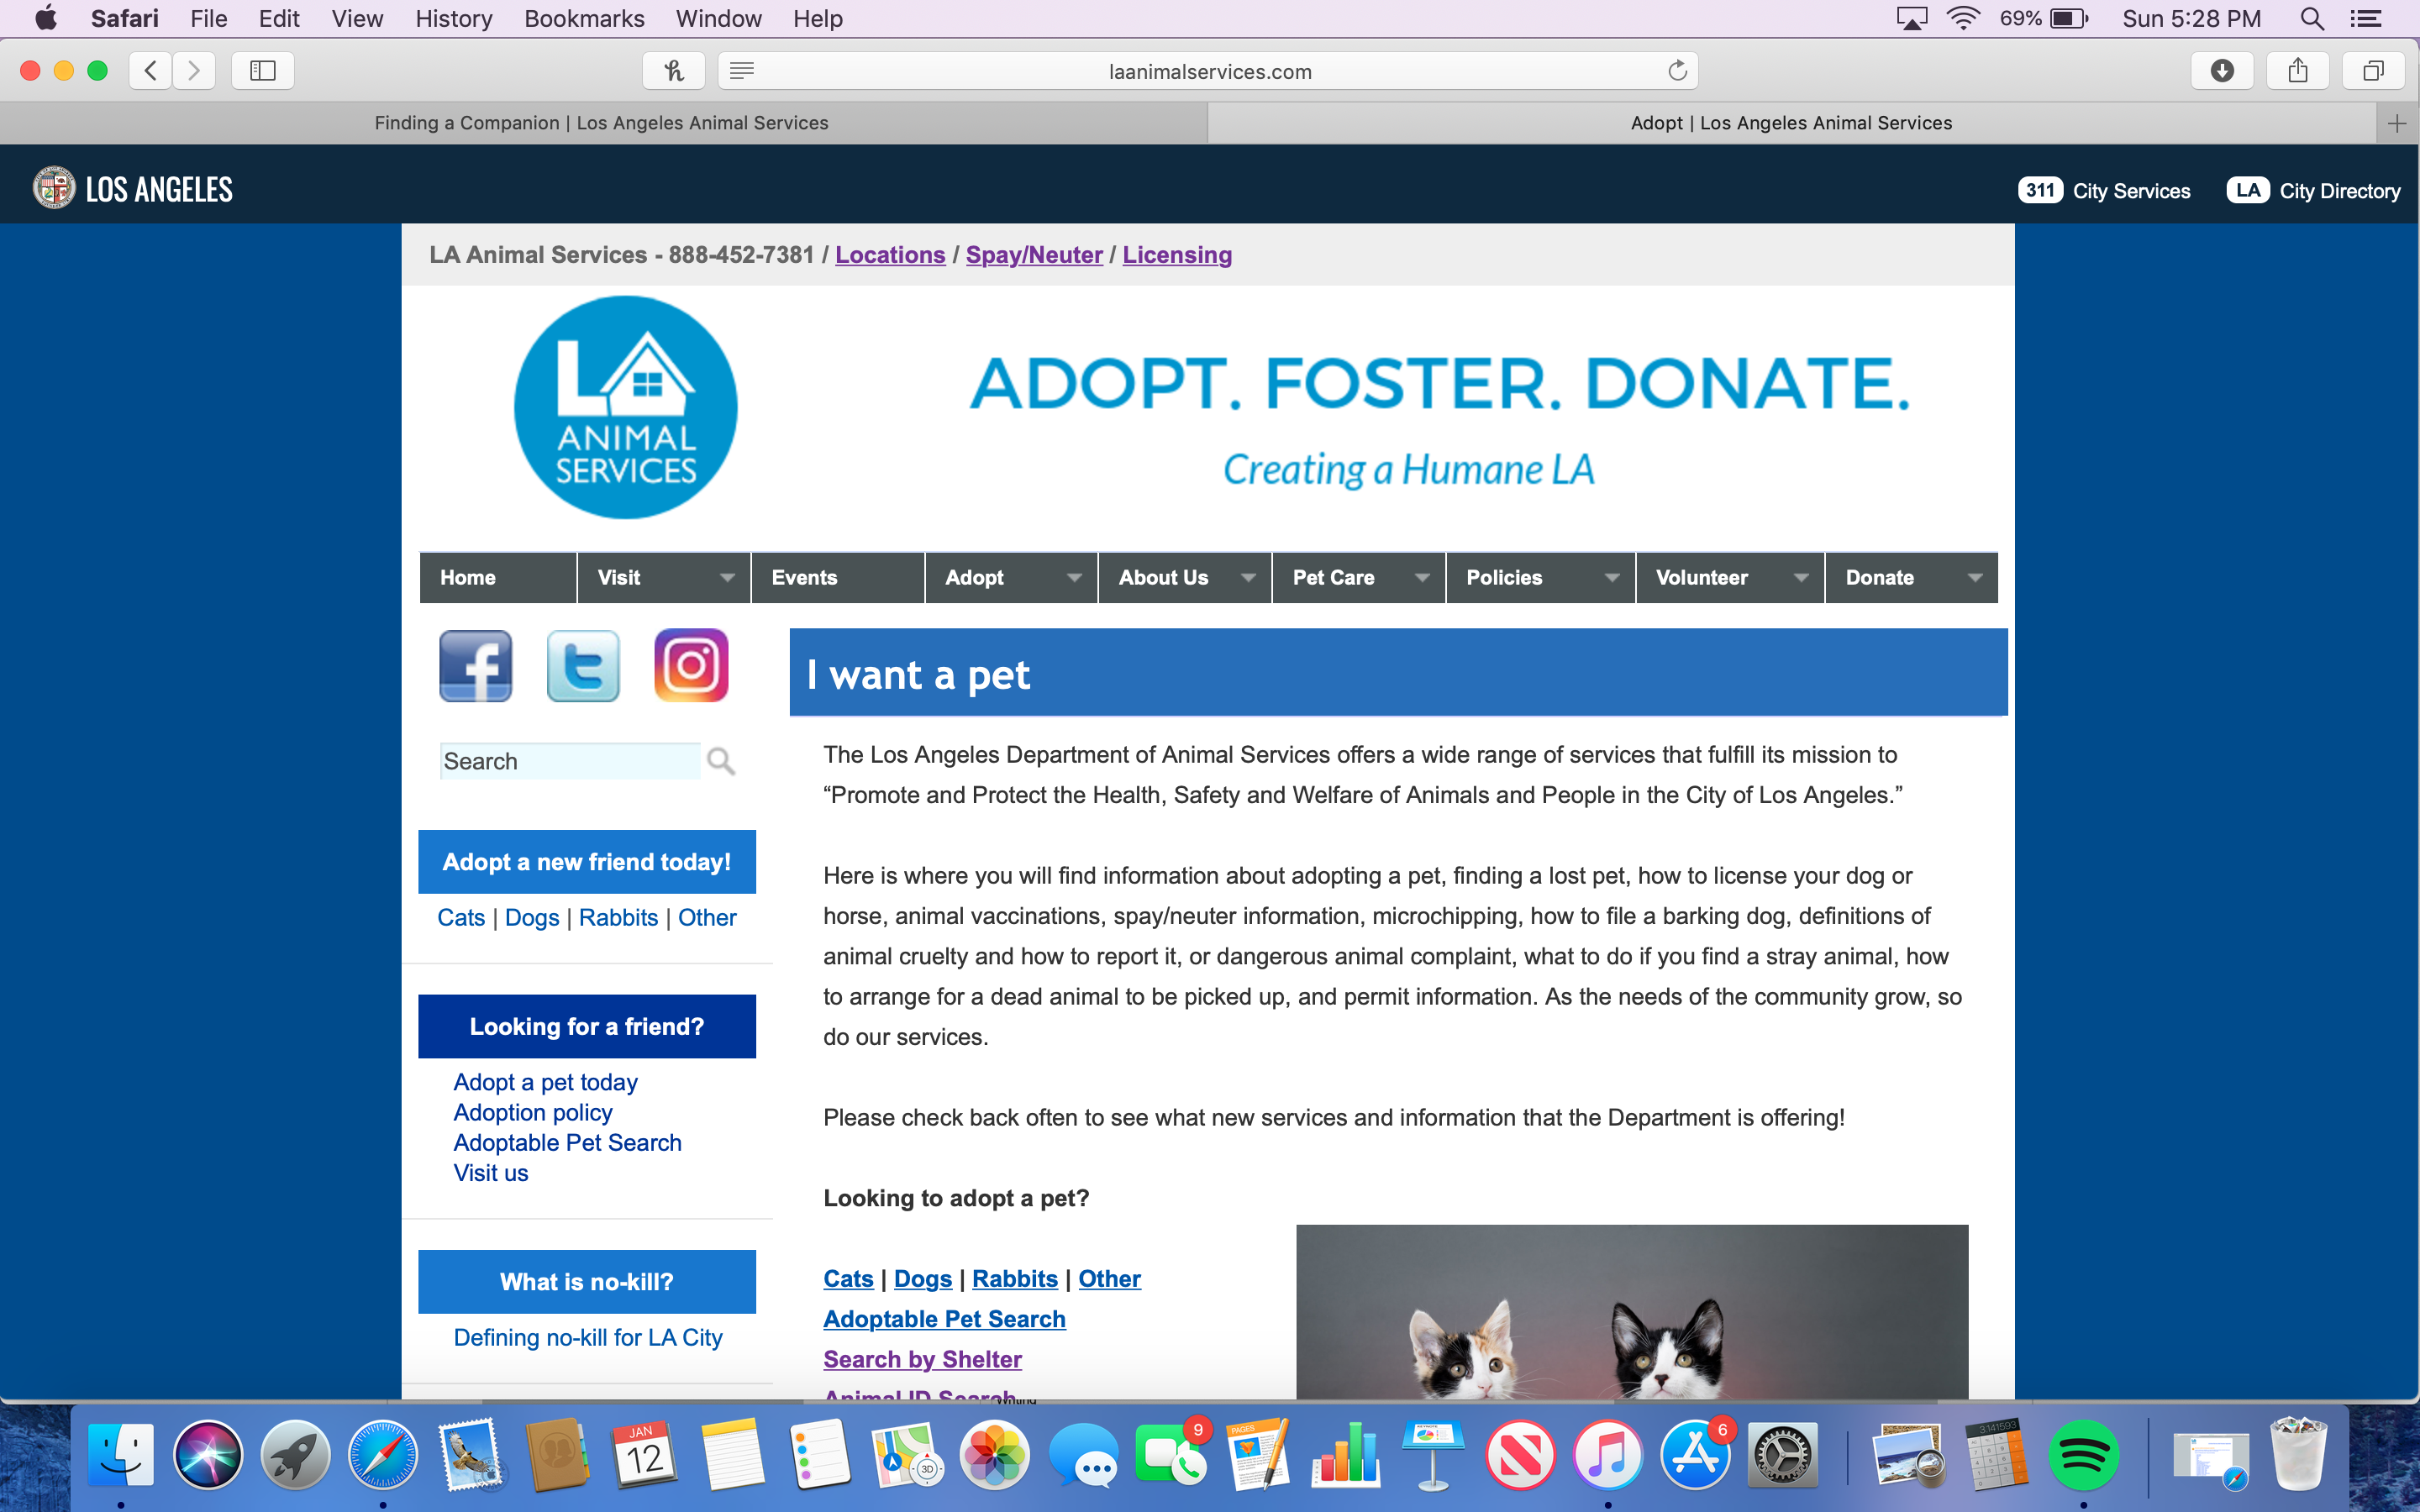 Safari File Edit View History Bookmarks Window Help 69% Sun 5:28 PM
laanimalservices.com
Finding a Companion | Los Angeles Animal Services
Adopt | Los Angeles Animal Services
LOS ANGELES
311 City Services LA City Directory
LA Animal Services - 888-452-7381 / Locations / Spay/Neuter / Licensing
LA
ANIMAL
SERVICES
ADOPT. FOSTER. DONATE.
Creating a Humane LA
Home Visit Events Adopt About Us Pet Care Policies Volunteer Donate
Search
Adopt a new friend today!
Cats | Dogs | Rabbits | Other
Looking for a friend?
Adopt a pet today
Adoption policy
Adoptable Pet Search
Visit us
What is no-kill?
Defining no-kill for LA City
I want a pet
The Los Angeles Department of Animal Services offers a wide range of services that fulfill its mission to
“Promote and Protect the Health, Safety and Welfare of Animals and People in the City of Los Angeles.”
Here is where you will find information about adopting a pet, finding a lost pet, how to license your dog or
horse, animal vaccinations, spay/neuter information, microchipping, how to file a barking dog, definitions of
animal cruelty and how to report it, or dangerous animal complaint, what to do if you find a stray animal, how
to arrange for a dead animal to be picked up, and permit information. As the needs of the community grow, so
do our services.
Please check back often to see what new services and information that the Department is offering!
Looking to adopt a pet?
Cats | Dogs | Rabbits | Other
Adoptable Pet Search
Search by Shelter
Animal ID Search
JAN
12
3D
9
PAGES
6
3.141593